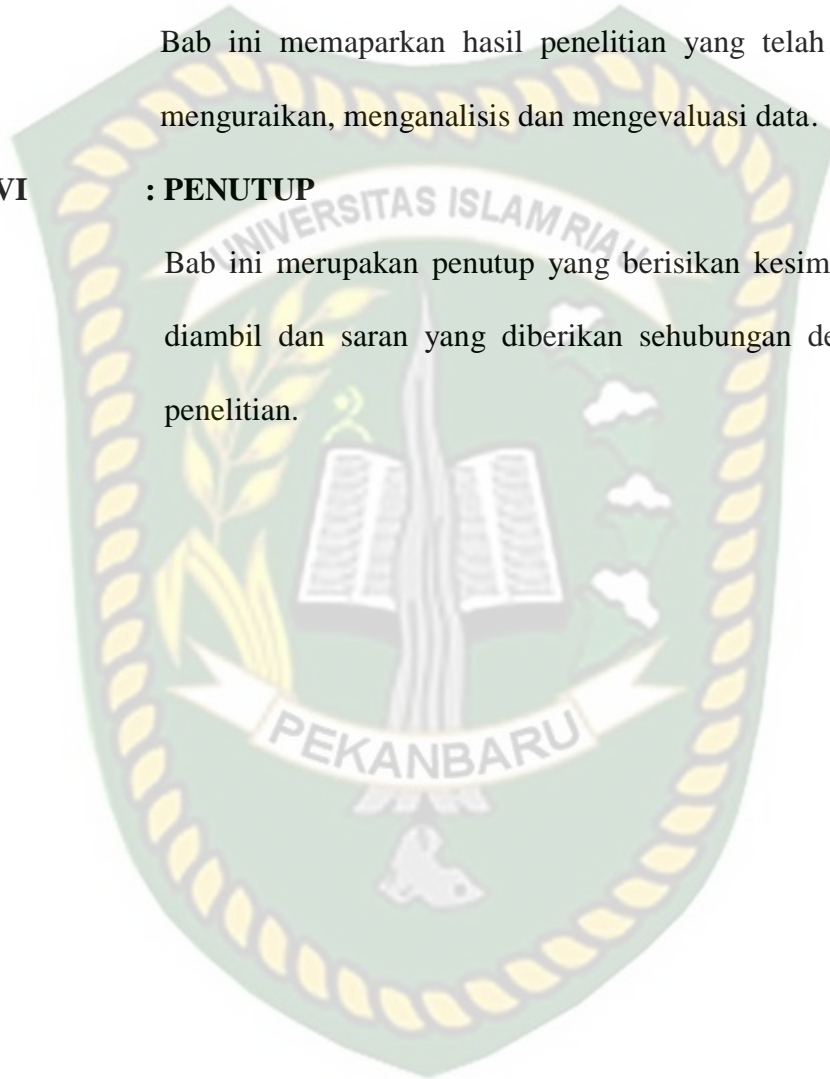 Bab ini memaparkan hasil penelitian yang telah
menguraikan, menganalisis dan mengevaluasi data.
VI : PENUTUP
UNIVERSITAS ISLAM RIAU
Bab ini merupakan penutup yang berisikan kesim
diambil dan saran yang diberikan sehubungan de
penelitian.
PEKANBARU